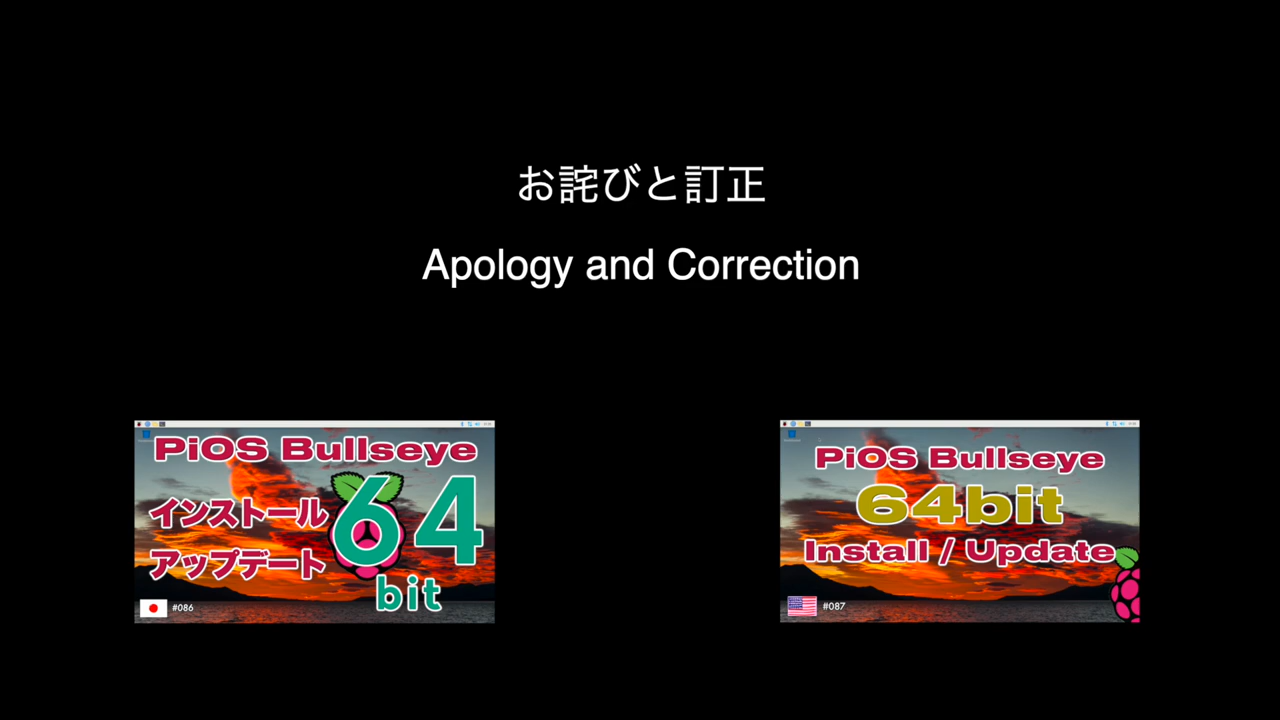 お詫びと訂正
Apology and Correction
PiOS Bullseye
インストール
アップデート
64
bit
#086
PiOS Bullseye
64bit
Install / Update
#087